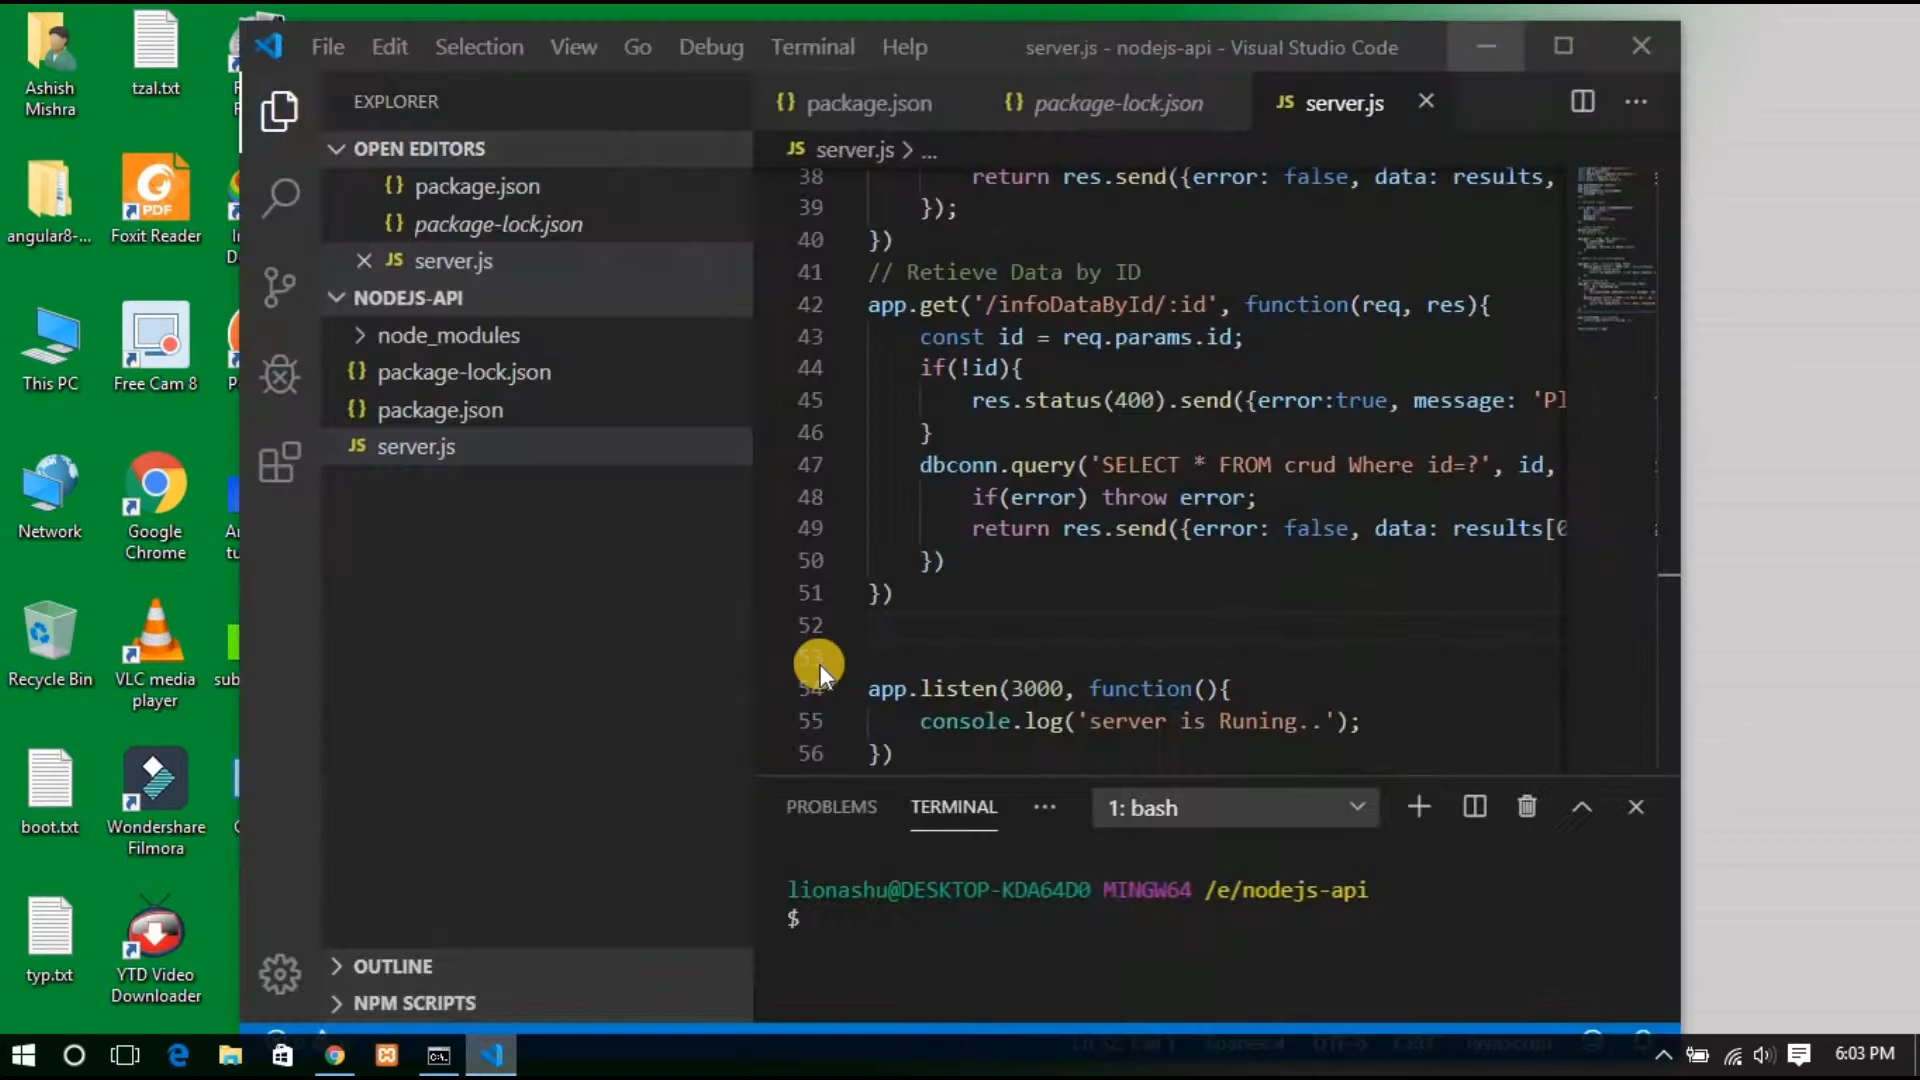 Ashish
Mishra
tzal.txt
angular8-...
Foxit Reader
PDF
This PC
Free Cam 8
Network
Google
Chrome
Recycle Bin
VLC media
player
sub
boot.txt
Wondershare
Filmora
typ.txt
YTD Video
Downloader
File Edit Selection View Go Debug Terminal Help
server.js - nodejs-api - Visual Studio Code
EXPLORER
OPEN EDITORS
{} package.json
{} package-lock.json
JS server.js
NODEJS-API
node_modules
{} package-lock.json
{} package.json
JS server.js
OUTLINE
NPM SCRIPTS
{} package.json {} package-lock.json JS server.js
JS server.js > ...
38 return res.send({error: false, data: results,
39 });
40 })
41 // Retieve Data by ID
42 app.get('/infoDataById/:id', function(req, res){
43 const id = req.params.id;
44 if(!id){
45 res.status(400).send({error:true, message: 'Pl
46 }
47 dbconn.query('SELECT * FROM crud Where id=?', id,
48 if(error) throw error;
49 return res.send({error: false, data: results[0
50 })
51 })
52
53
54 app.listen(3000, function(){
55 console.log('server is Runing..');
56 })
PROBLEMS TERMINAL ... 1: bash
lionashu@DESKTOP-KDA64D0 MINGW64 /e/nodejs-api
$
6:03 PM